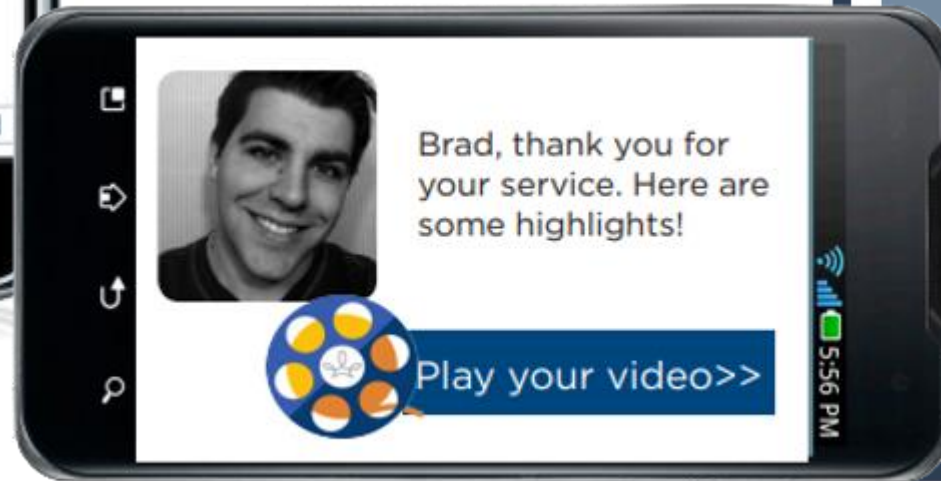 Brad, thank you for
your service. Here are
some highlights!
Play your video>>
5:56 PM